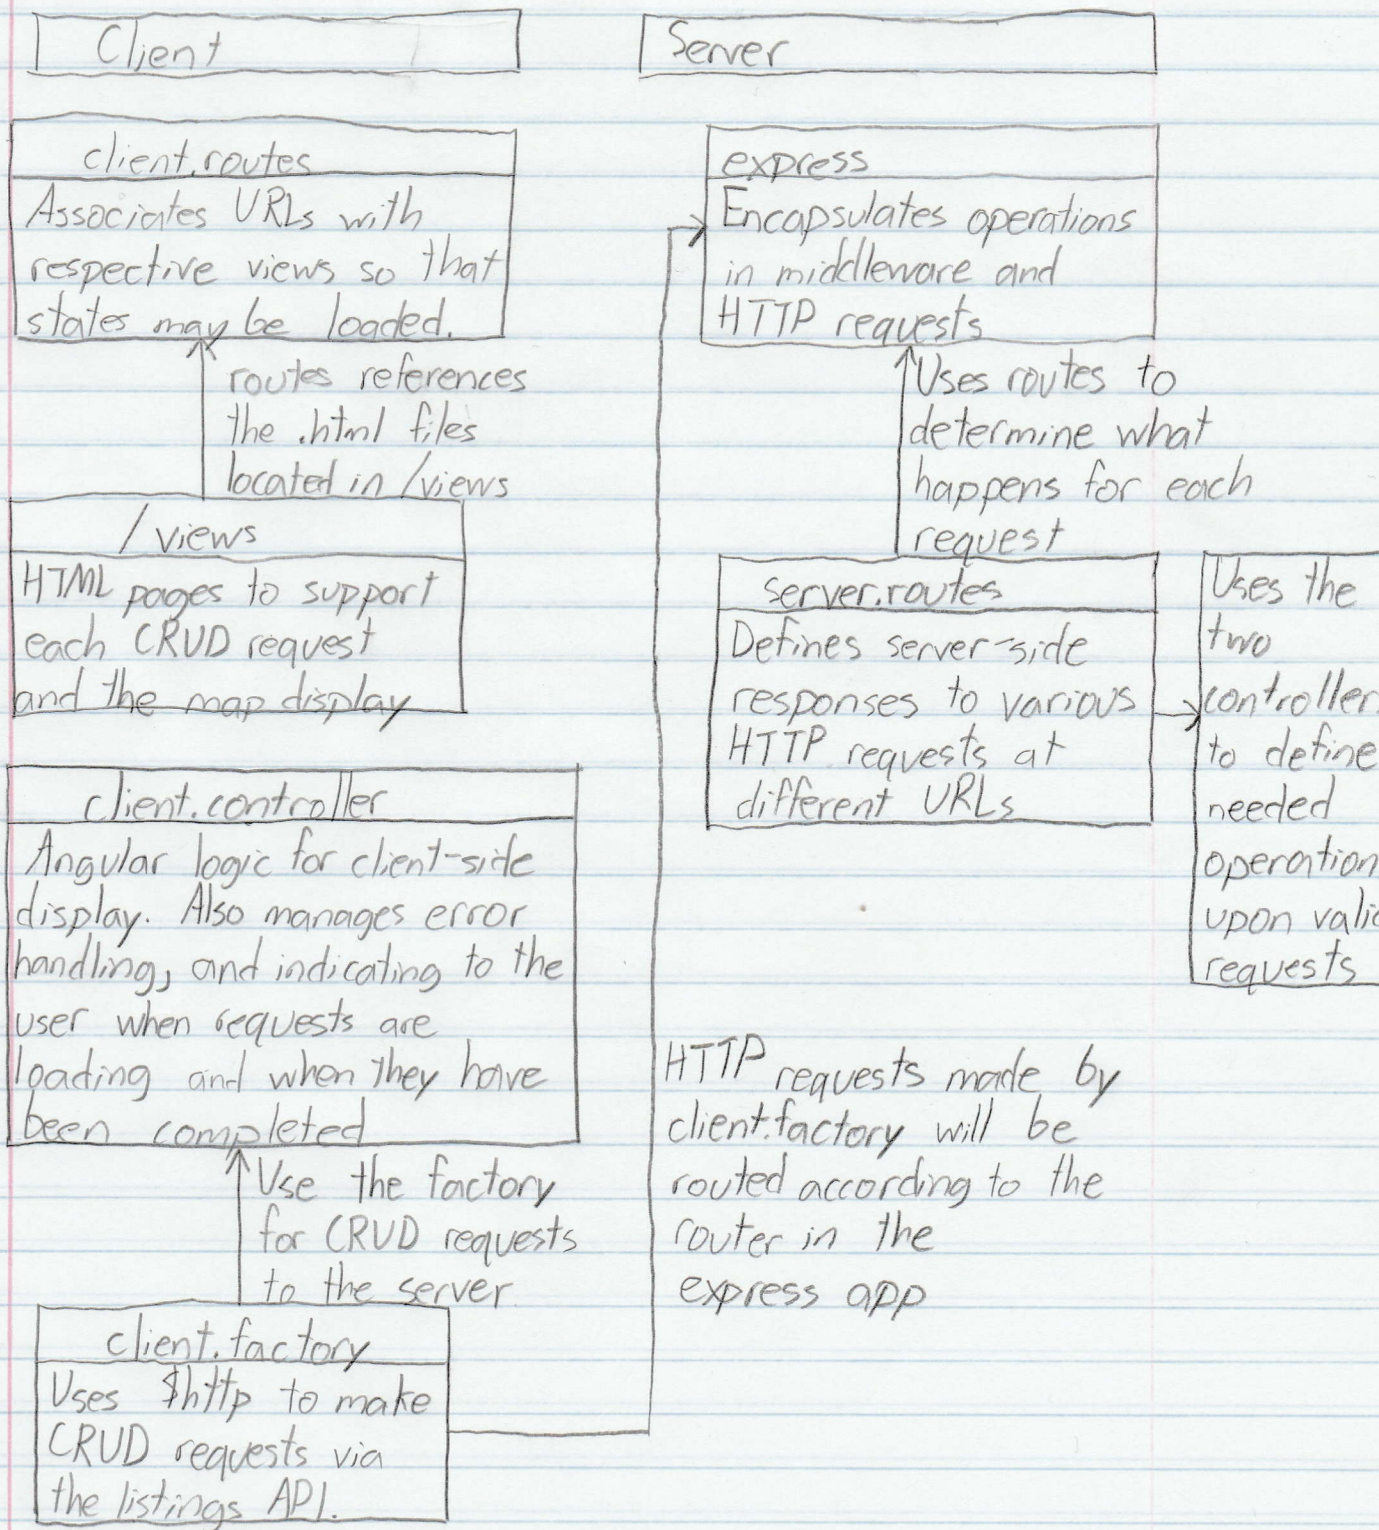 Client
client.routes
Associates URLs with
respective views so that
states may be loaded.
routes references
the .html files
located in /views
/views
HTML pages to support
each CRUD request
and the map display
client.controller
Angular logic for client-side
display. Also manages error
handling, and indicating to the
user when requests are
loading and when they have
been completed
Use the factory
for CRUD requests
to the server
client.factory
Uses $http to make
CRUD requests via
the listings API.
Server
express
Encapsulates operations
in middleware and
HTTP requests
Uses routes to
determine what
happens for each
request
server.routes
Defines server-side
responses to various
HTTP requests at
different URLs
Uses the
two
controllers
to define
needed
operation
upon valid
requests
HTTP requests made by
client.factory will be
routed according to the
router in the
express app